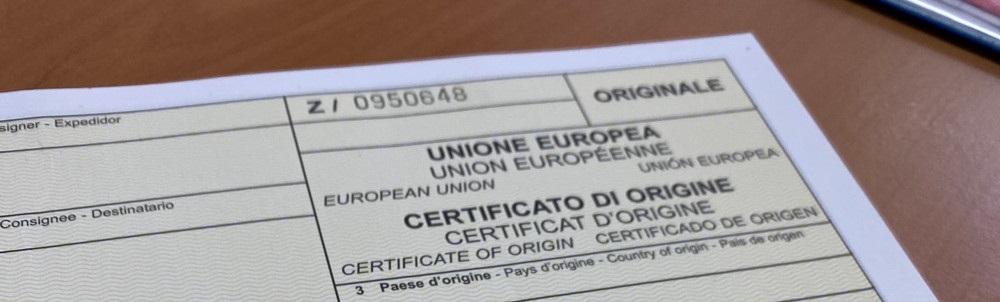 Z / 0950648
ORIGINALE
signer - Expedidor
UNIONE EUROPEA
UNION EUROPÉENNE
EUROPEAN UNION
UNIÓN EUROPEA
Consignee - Destinatario
CERTIFICATO DI ORIGINE
CERTIFICAT D'ORIGINE
CERTIFICATE OF ORIGIN
CERTIFICADO DE ORIGEN
3 Paese d'origine - Pays d'origine - Country of origin - País de origen